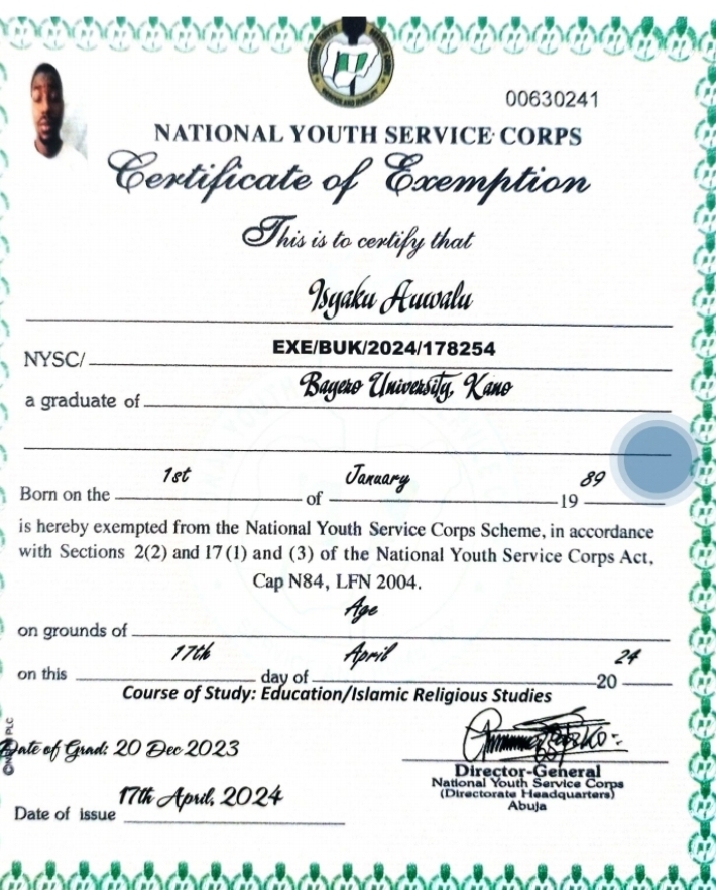 00630241
NATIONAL YOUTH SERVICE CORPS
Certificate of Exemption
This is to certify that
Isyaku Auwalu
NYSC/ EXE/BUK/2024/178254
a graduate of Bayero University, Kano
Born on the 1st of January 19 89
is hereby exempted from the National Youth Service Corps Scheme, in accordance
with Sections 2(2) and 17(1) and (3) of the National Youth Service Corps Act,
Cap N84, LFN 2004.
on grounds of Age
on this 17th day of April 20 24
Course of Study: Education/Islamic Religious Studies
Date of Grad: 20 Dec 2023
Director-General
National Youth Service Corps
(Directorate Headquarters)
Abuja
Date of issue 17th April, 2024